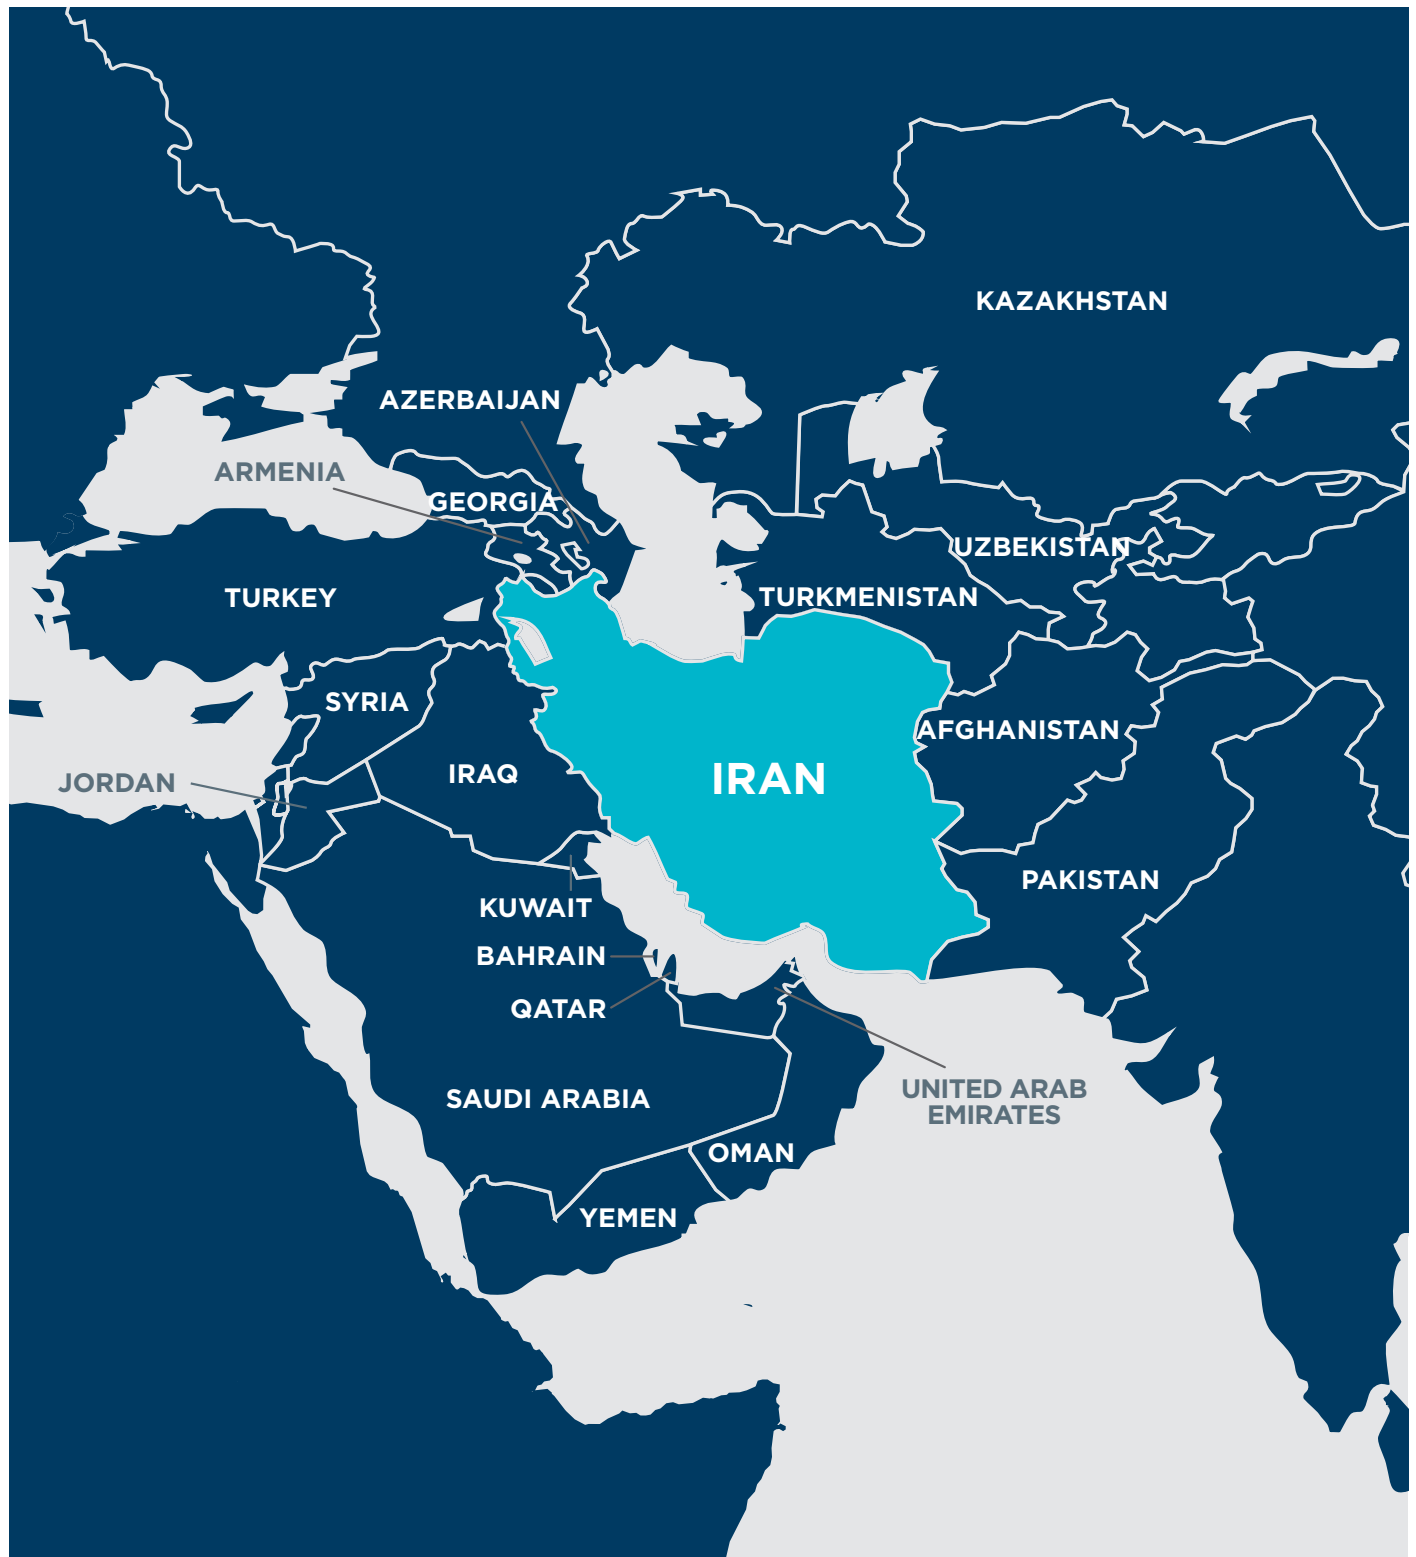 KAZAKHSTAN
AZERBAIJAN
ARMENIA
GEORGIA
UZBEKISTAN
TURKEY
TURKMENISTAN
SYRIA
AFGHANISTAN
IRAQ
IRAN
JORDAN
PAKISTAN
KUWAIT
BAHRAIN
QATAR
UNITED ARAB
EMIRATES
SAUDI ARABIA
OMAN
YEMEN